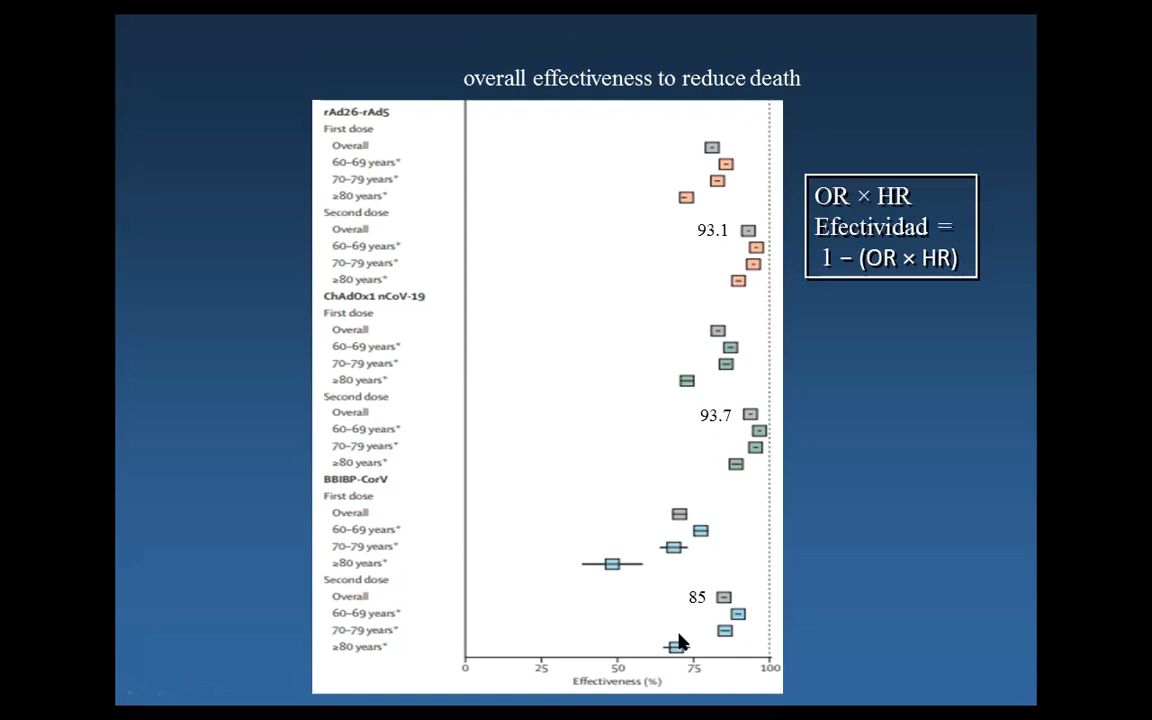 overall effectiveness to reduce death
rAd26-rAd5
First dose
Overall
60–69 years*
70–79 years*
≥80 years*
Second dose
Overall
93.1
60–69 years*
70–79 years*
≥80 years*
ChAdOx1 nCoV-19
First dose
Overall
60–69 years*
70–79 years*
≥80 years*
Second dose
Overall
93.7
60–69 years*
70–79 years*
≥80 years*
BBIBP-CorV
First dose
Overall
60–69 years*
70–79 years*
≥80 years*
Second dose
Overall
85
60–69 years*
70–79 years*
≥80 years*
0 25 50 75 100
Effectiveness (%)
OR × HR
Efectividad =
1 − (OR × HR)